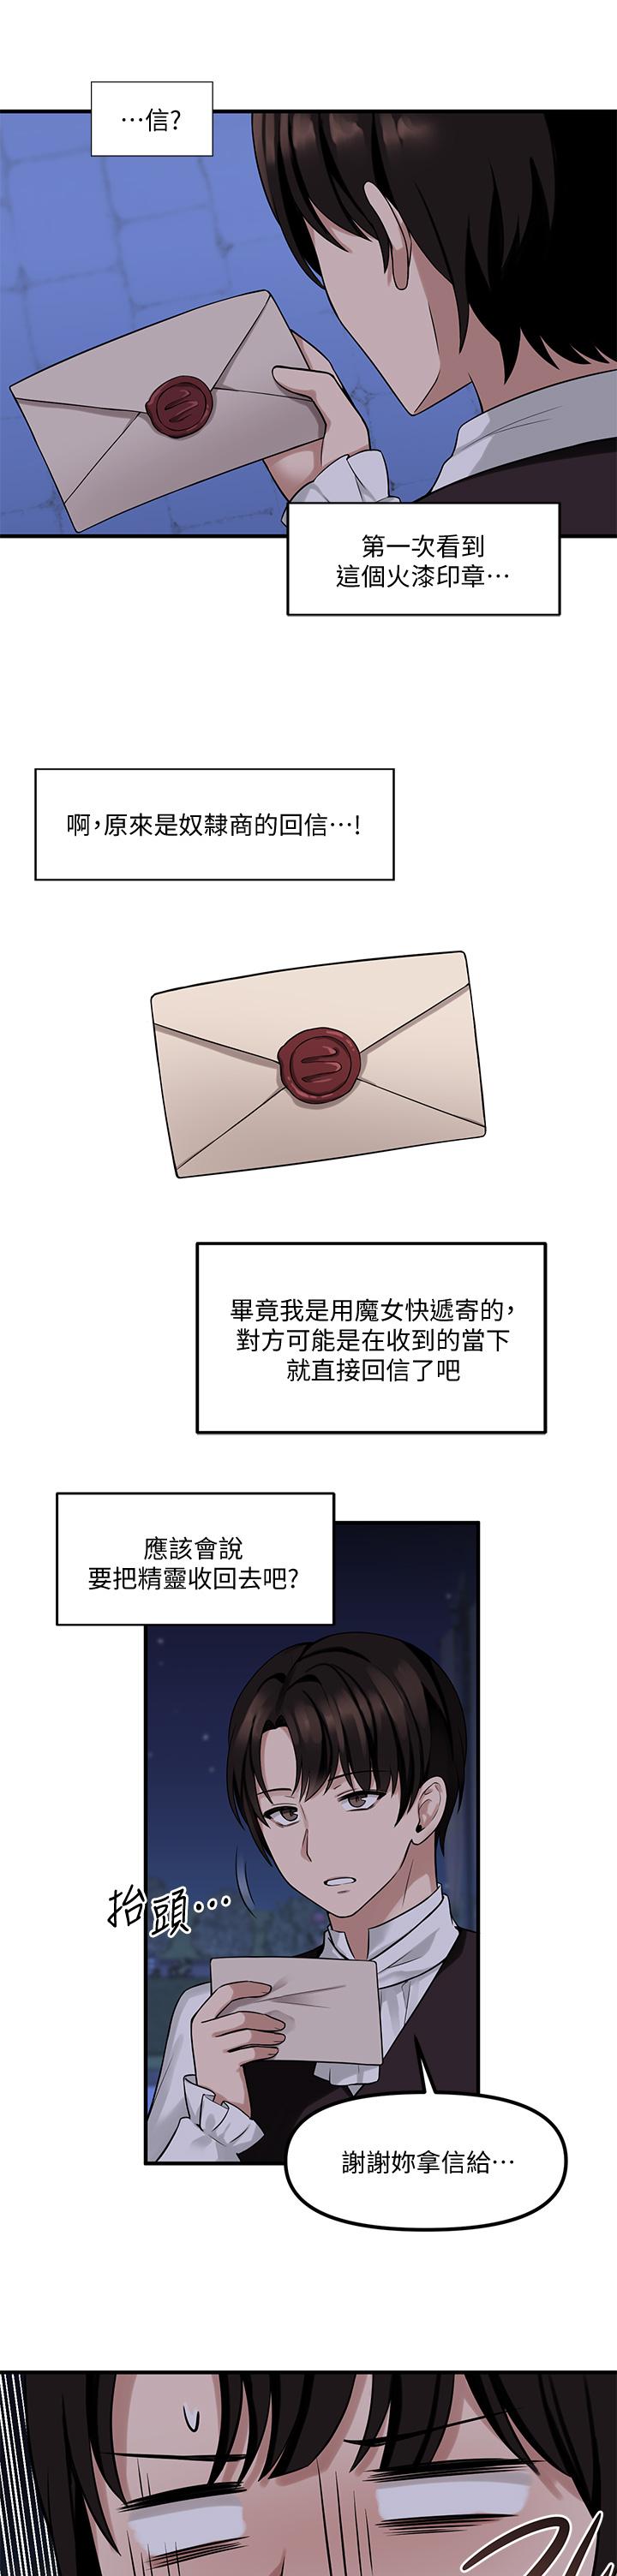 …信?
第一次看到
這個火漆印章…
啊,原來是奴隸商的回信…!
畢竟我是用魔女快遞寄的,
對方可能是在收到的當下
就直接回信了吧
應該會說
要把精靈收回去吧?
抬頭…
謝謝妳拿信給…